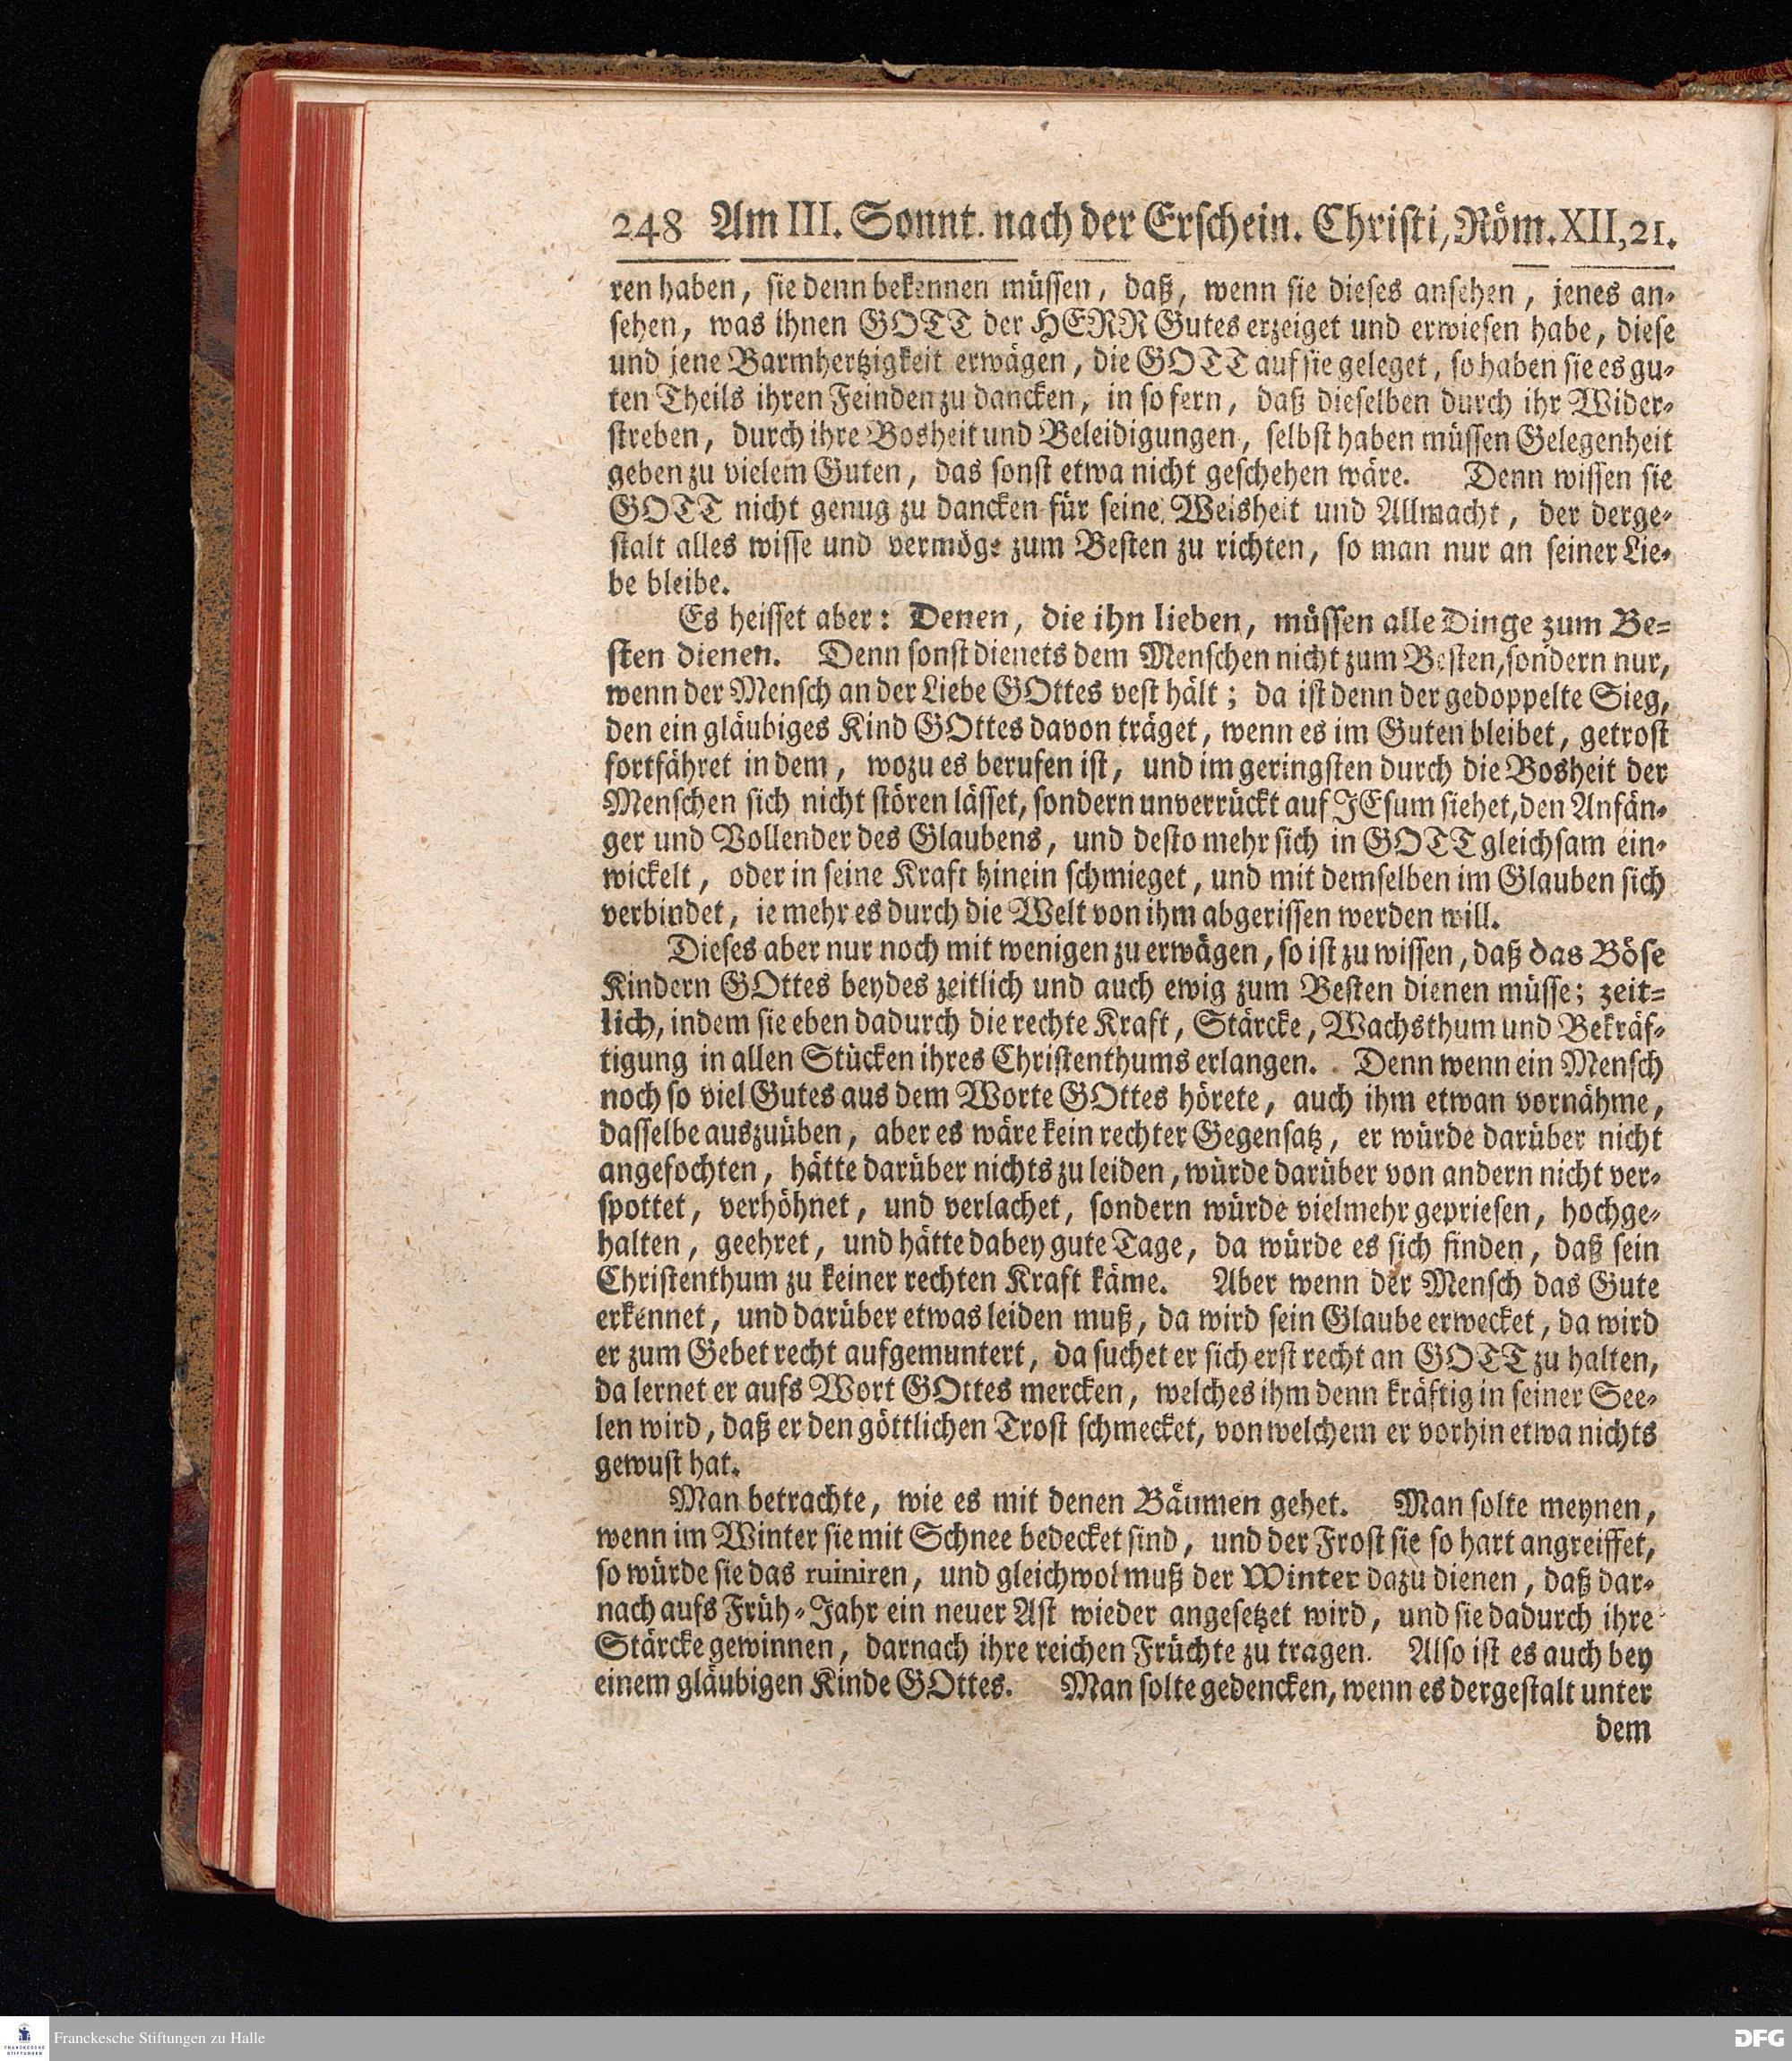 248 Am III. Sonnt. nach der Erschein. Christi, Röm. XII, 21.
ren haben, sie denn bekennen müssen, daß, wenn sie dieses ansehen, jenes an-
sehen, was ihnen GOTT der HERR Gutes erzeiget und erwiesen habe, diese
und jene Barmhertzigkeit erwägen, die GOTT auf sie geleget, so haben sie es gu-
ten Theils ihren Feinden zu dancken, in so fern, daß dieselben durch ihr Wider-
streben, durch ihre Bosheit und Beleidigungen, selbst haben müssen Gelegenheit
geben zu vielem Guten, das sonst etwa nicht geschehen wäre. Denn wissen sie
GOTT nicht genug zu dancken für seine Weisheit und Allmacht, der derge-
stalt alles wisse und vermöge zum Besten zu richten, so man nur an seiner Lie-
be bleibe.
Es heisset aber: Denen, die ihn lieben, müssen alle Dinge zum Be-
sten dienen. Denn sonst dienets dem Menschen nicht zum Besten, sondern nur,
wenn der Mensch an der Liebe GOttes vest hält; da ist denn der gedoppelte Sieg,
den ein gläubiges Kind GOttes davon träget, wenn es im Guten bleibet, getrost
fortfähret in dem, wozu es berufen ist, und im geringsten durch die Bosheit der
Menschen sich nicht stören lässet, sondern unverrückt auf JEsum siehet, den Anfän-
ger und Vollender des Glaubens, und desto mehr sich in GOTT gleichsam ein-
wickelt, oder in seine Kraft hinein schmieget, und mit demselben im Glauben sich
verbindet, ie mehr es durch die Welt von ihm abgerissen werden will.
Dieses aber nur noch mit wenigen zu erwägen, so ist zu wissen, daß das Böse
Kindern GOttes beydes zeitlich und auch ewig zum Besten dienen müsse; zeit-
lich, indem sie eben dadurch die rechte Kraft, Stärcke, Wachsthum und Bekräf-
tigung in allen Stücken ihres Christenthums erlangen. Denn wenn ein Mensch
noch so viel Gutes aus dem Worte GOttes hörete, auch ihm etwan vornähme,
dasselbe auszuüben, aber es wäre kein rechter Gegensatz, er würde darüber nicht
angefochten, hätte darüber nichts zu leiden, würde darüber von andern nicht ver-
spottet, verhöhnet, und verlachet, sondern würde vielmehr gepriesen, hochge-
halten, geehret, und hätte dabey gute Tage, da würde es sich finden, daß sein
Christenthum zu keiner rechten Kraft käme. Aber wenn der Mensch das Gute
erkennet, und darüber etwas leiden muß, da wird sein Glaube erwecket, da wird
er zum Gebet recht aufgemuntert, da suchet er sich erst recht an GOTT zu halten,
da lernet er aufs Wort GOttes mercken, welches ihm denn kräftig in seiner See-
len wird, daß er den göttlichen Trost schmecket, von welchem er vorhin etwa nichts
gewust hat.
Man betrachte, wie es mit denen Bäumen gehet. Man solte meynen,
wenn im Winter sie mit Schnee bedecket sind, und der Frost sie so hart angreiffet,
so würde sie das ruiniren, und gleichwol muß der Winter dazu dienen, daß dar-
nach aufs Früh-Jahr ein neuer Ast wieder angesetzet wird, und sie dadurch ihre
Stärcke gewinnen, darnach ihre reichen Früchte zu tragen. Also ist es auch bey
einem gläubigen Kinde GOttes. Man solte gedencken, wenn es dergestalt unter
dem
FRANCKESCHE
STIFTUNGEN
Franckesche Stiftungen zu Halle
DFG